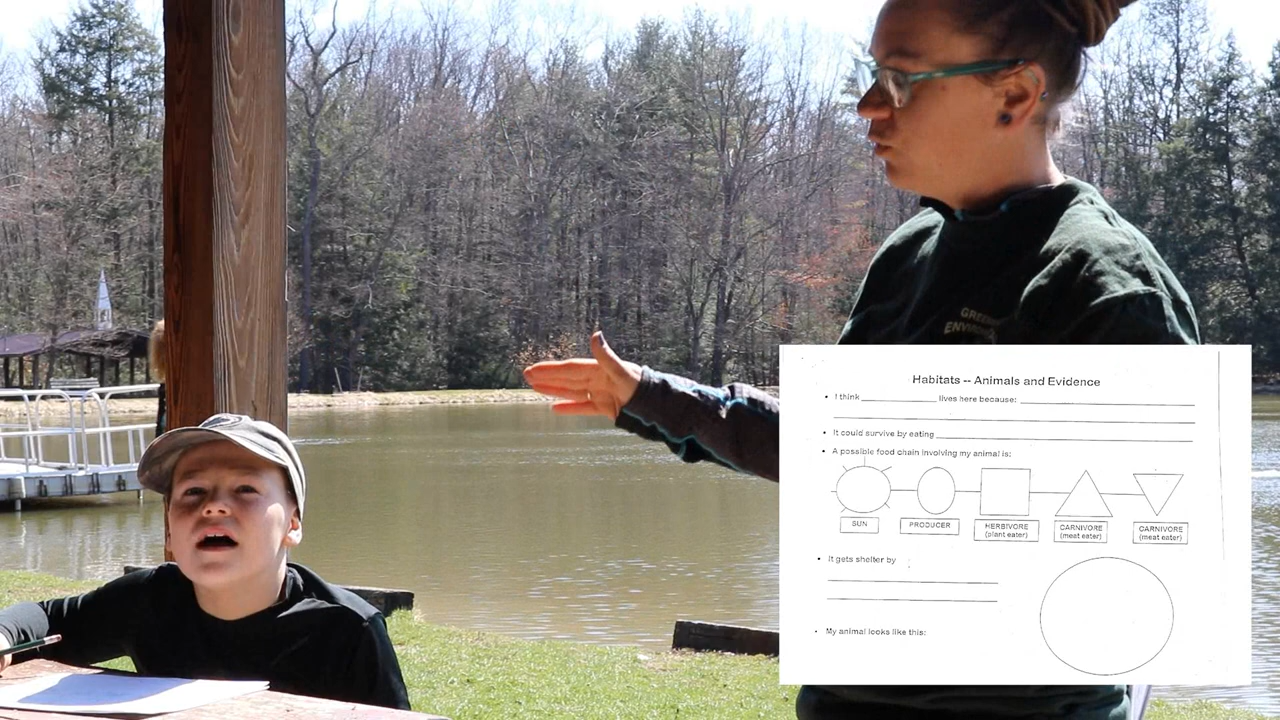 Habitats -- Animals and Evidence
• I think ____________ lives here because: ____________
• It could survive by eating ____________
• A possible food chain involving my animal is:
SUN PRODUCER HERBIVORE (plant eater) CARNIVORE (meat eater) CARNIVORE (meat eater)
• It gets shelter by
• My animal looks like this: